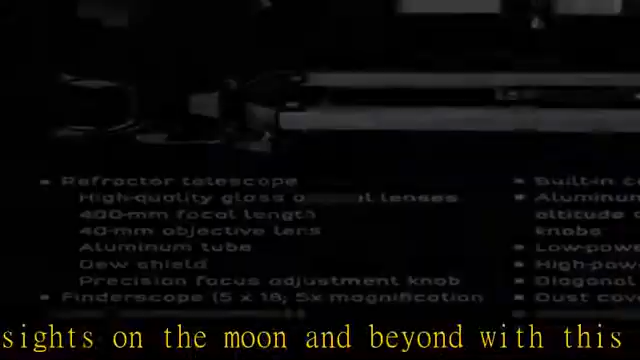 Refractor telescope
High-quality glass l lenses
400-mm focal length
40-mm objective lens
Aluminum tube
Dew shield
Precision focus adjustment knob
Finderscope (5 x 18; 5x magnification
Built-in
Aluminum
altitude
knobs
Low-powe
High-pow
Diagonal
Dust cov
sights on the moon and beyond with this